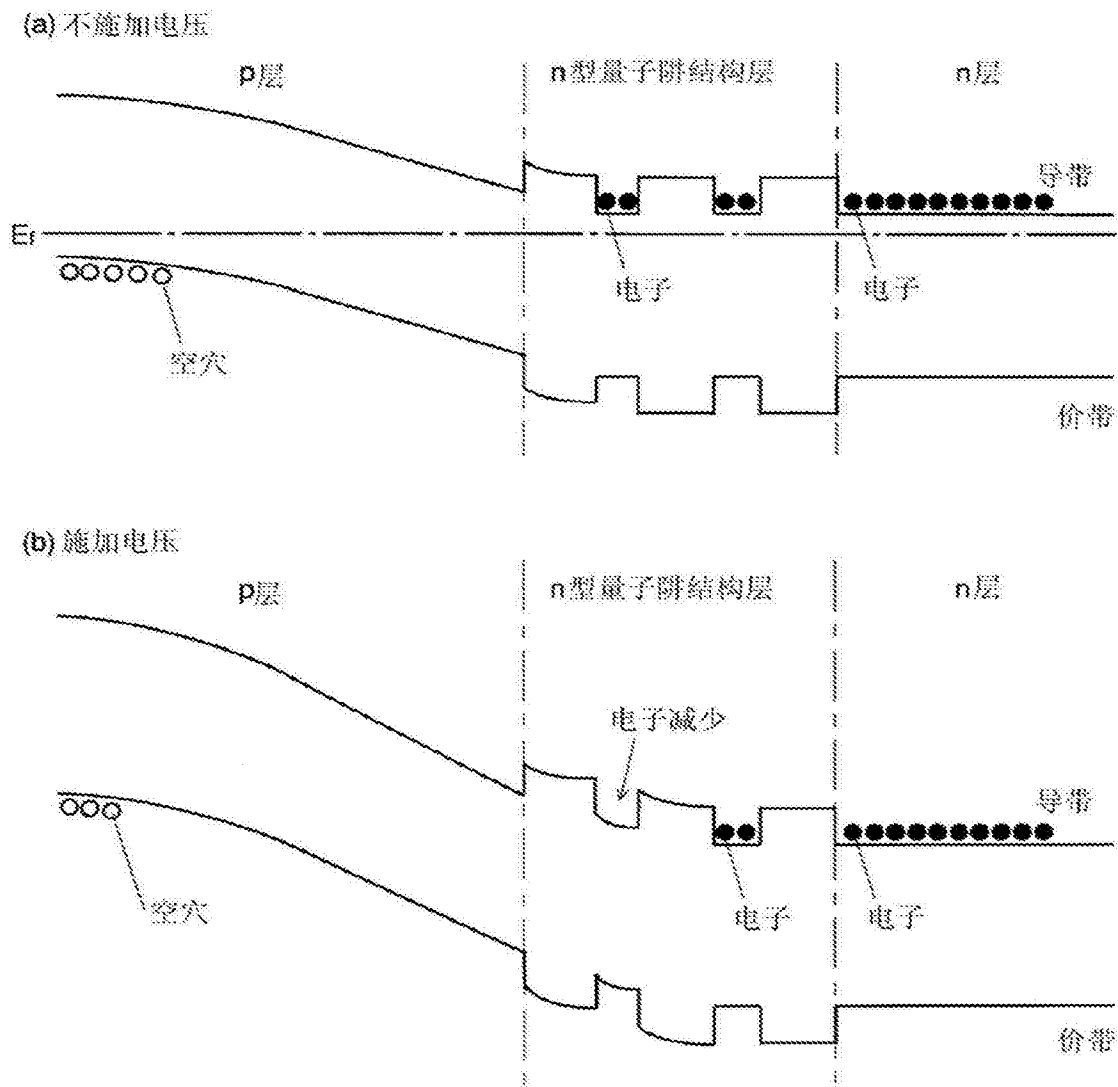 (a) 不施加电压
p层 n型量子阱结构层 n层
导带
Ef
电子 电子
空穴
价带
(b) 施加电压
p层 n型量子阱结构层 n层
电子减少
导带
空穴 电子 电子
价带